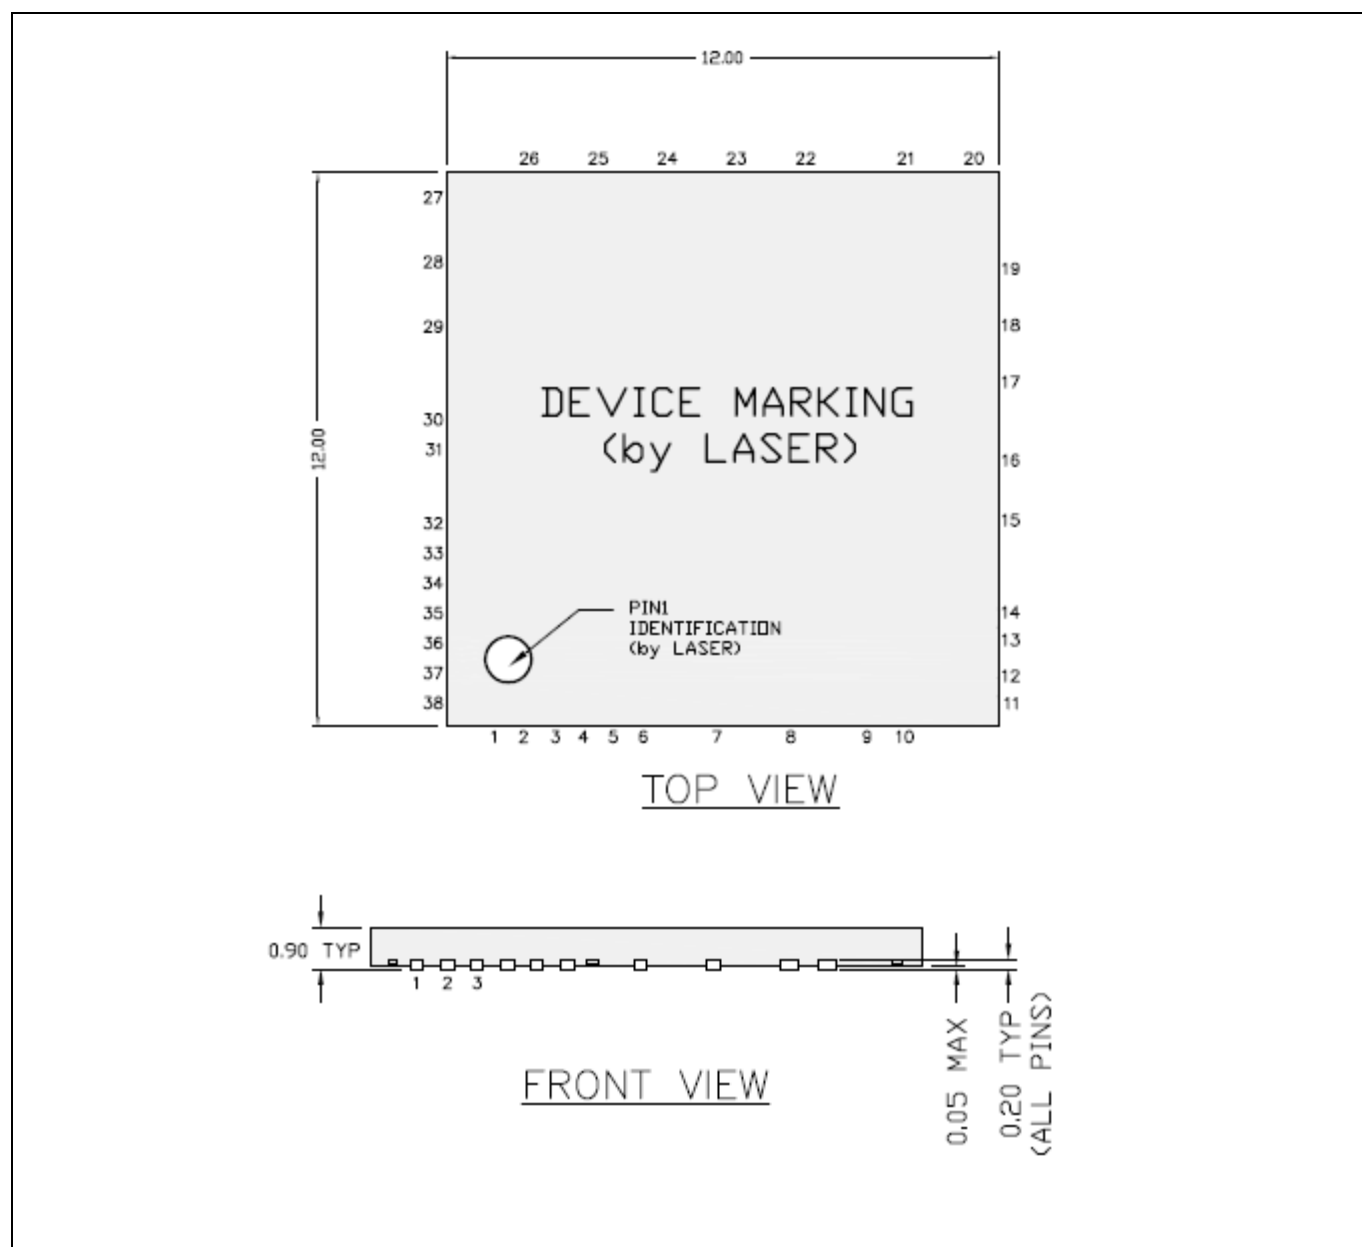 12.00
26 25 24 23 22 21 20
27
28
29
30
31
32
33
34
35
36
37
38
12.00
19
18
17
16
15
14
13
12
11
DEVICE MARKING
(by LASER)
PIN1
IDENTIFICATION
(by LASER)
1 2 3 4 5 6 7 8 9 10
TOP VIEW
0.90 TYP
1 2 3
0.05 MAX
0.20 TYP
(ALL PINS)
FRONT VIEW